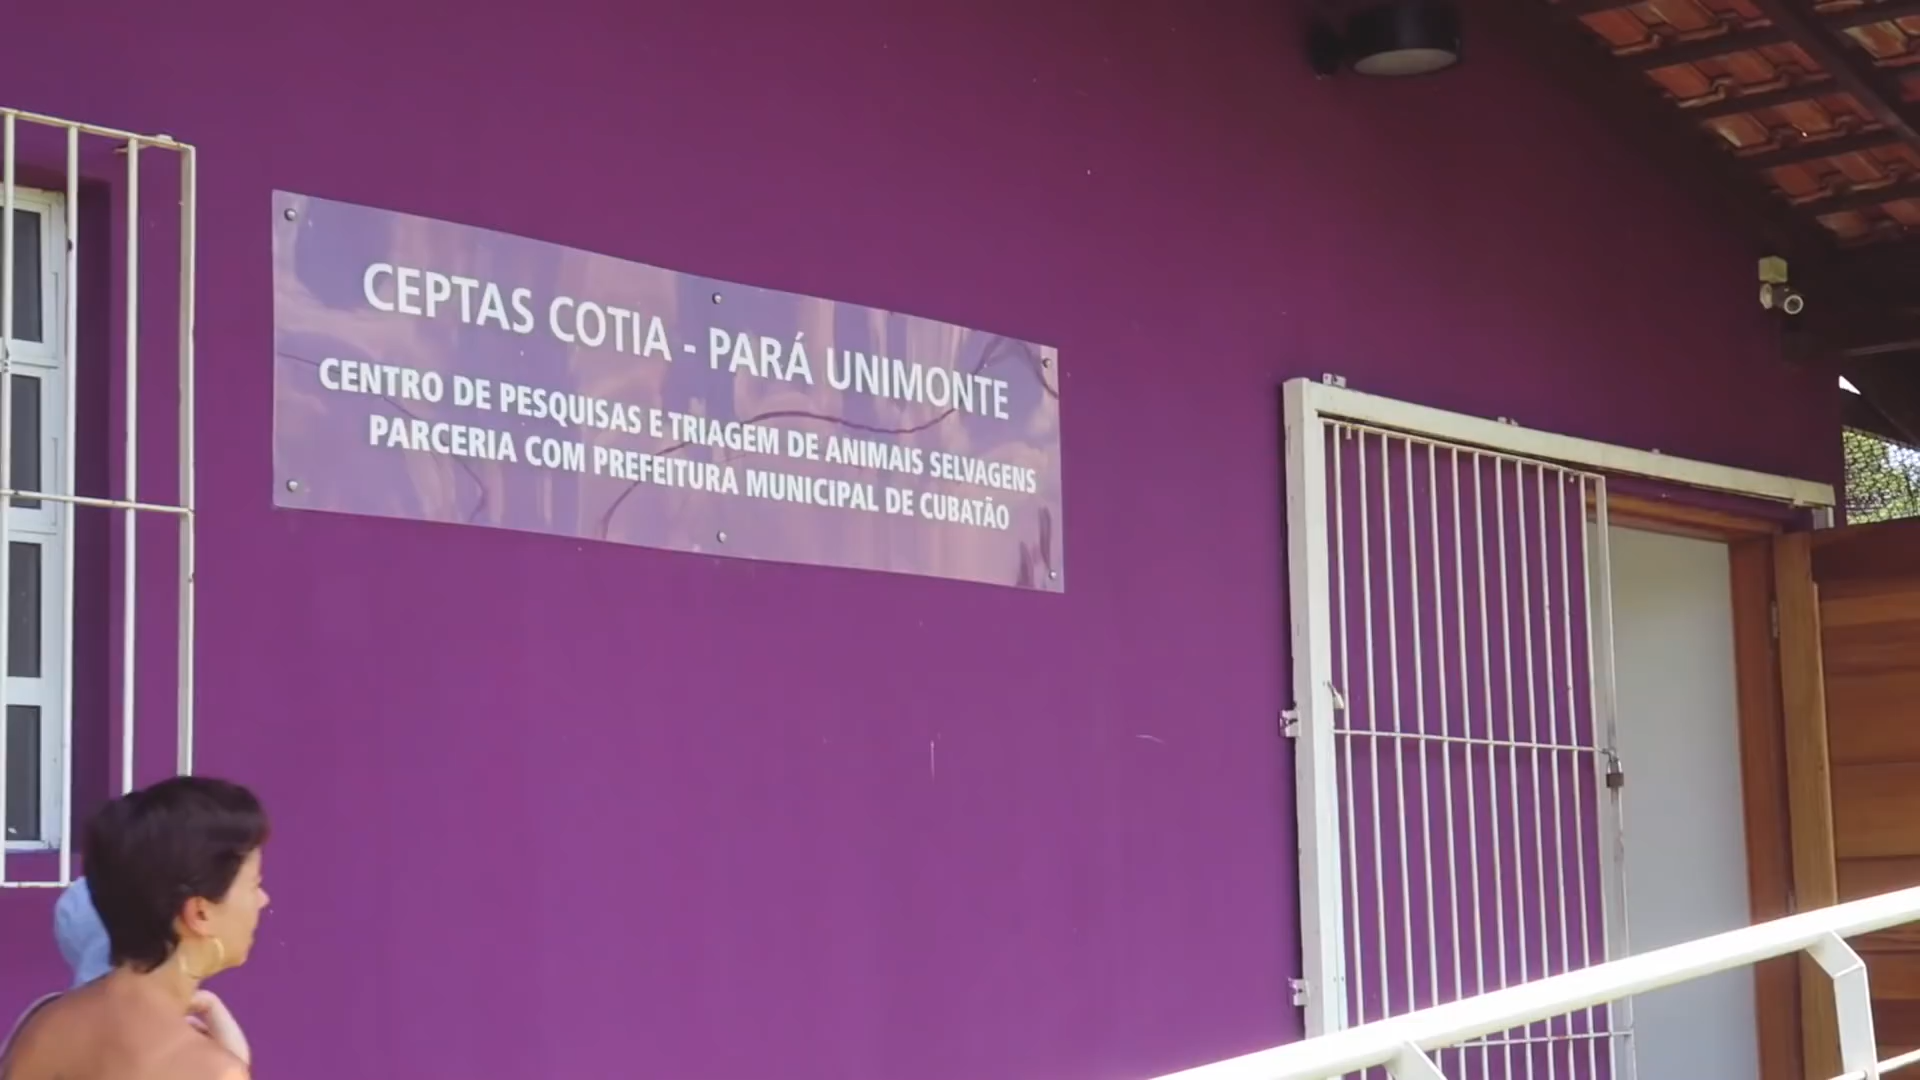 CEPTAS COTIA - PARÁ UNIMONTE
CENTRO DE PESQUISAS E TRIAGEM DE ANIMAIS SELVAGENS
PARCERIA COM PREFEITURA MUNICIPAL DE CUBATÃO